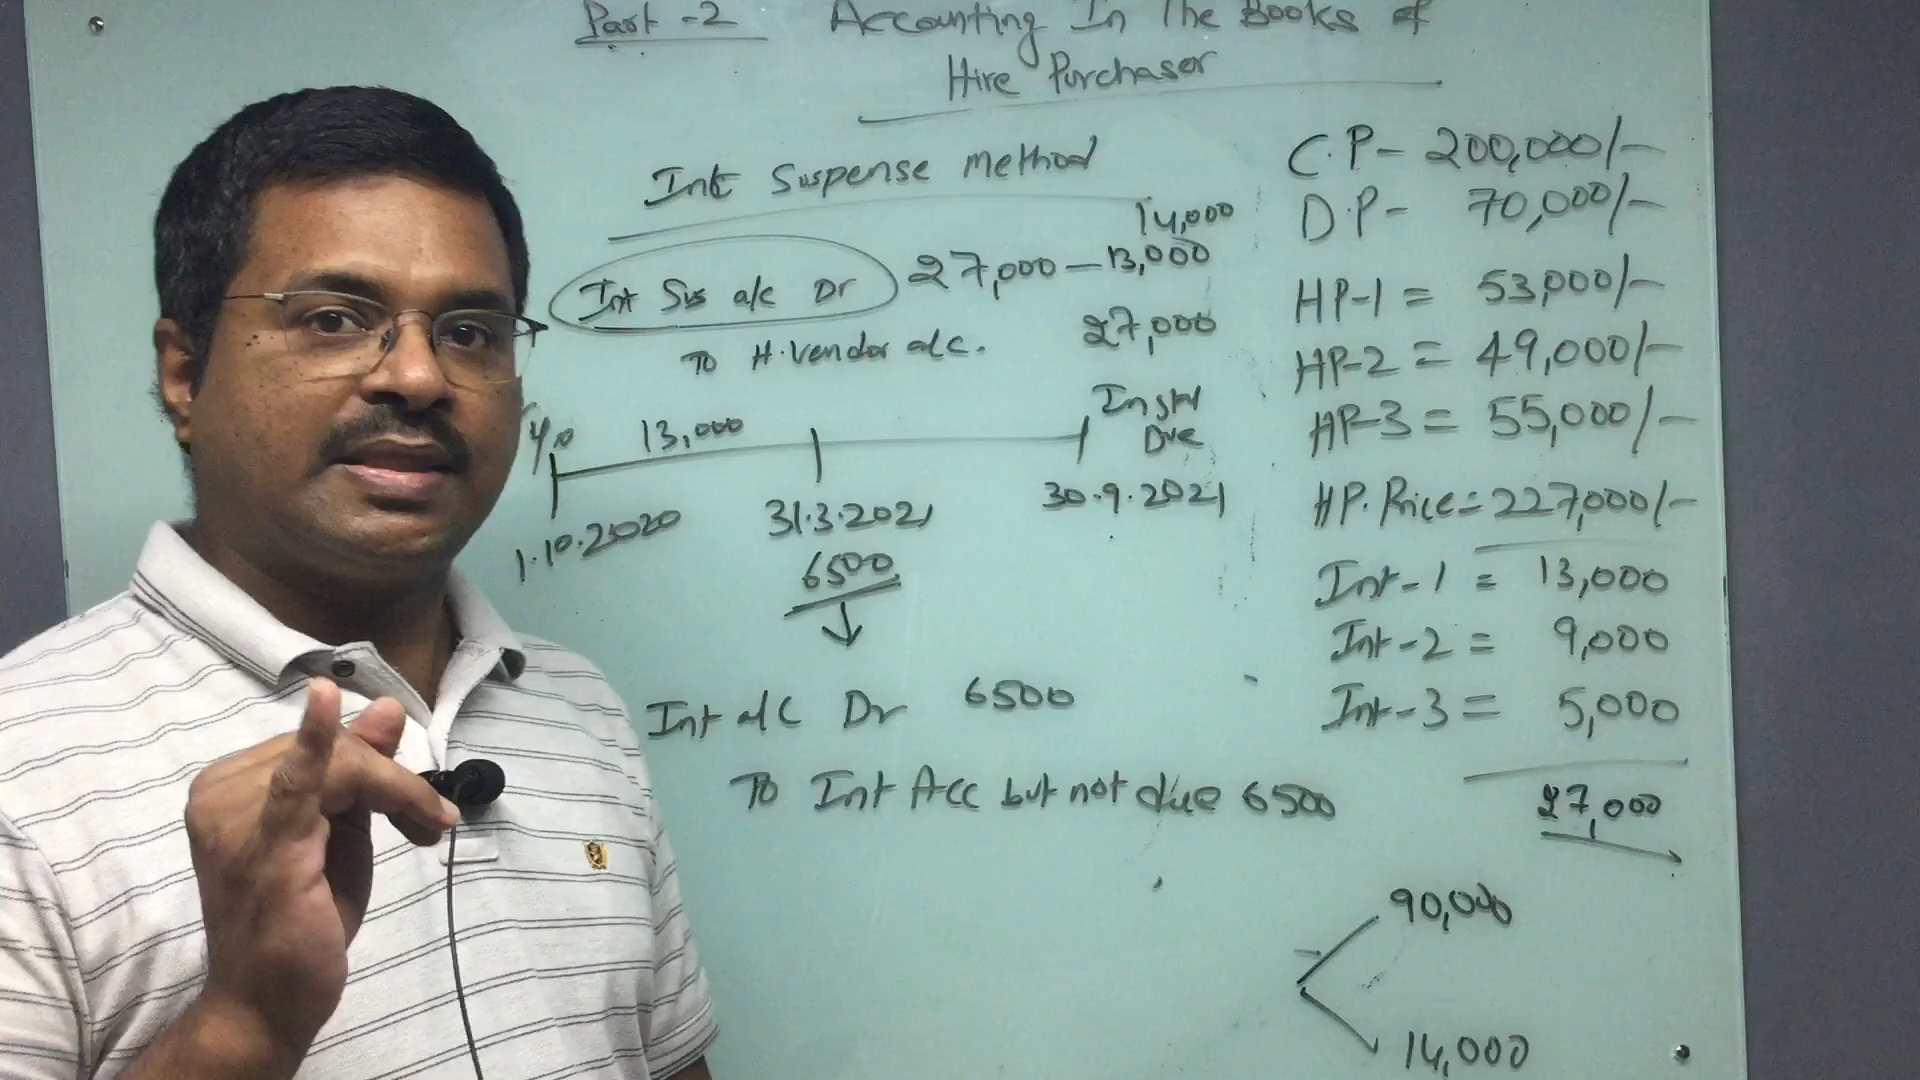 Part -2 Accounting In The Books of
Hire Purchaser
Int Suspense Method
14,000
Int Sus a/c Dr 27,000 – 13,000
To H.Vendor a/c. 27,000
13,000
Instal Due
1.10.2020 31.3.2021 30.9.2021
6500
Int a/c Dr 6500
To Int Acc but not due 6500
C.P – 200,000/-
D.P – 70,000/-
HP-1 = 53,000/-
HP-2 = 49,000/-
HP-3 = 55,000/-
HP.Price = 227,000/-
Int-1 = 13,000
Int-2 = 9,000
Int-3 = 5,000
27,000
90,000
14,000